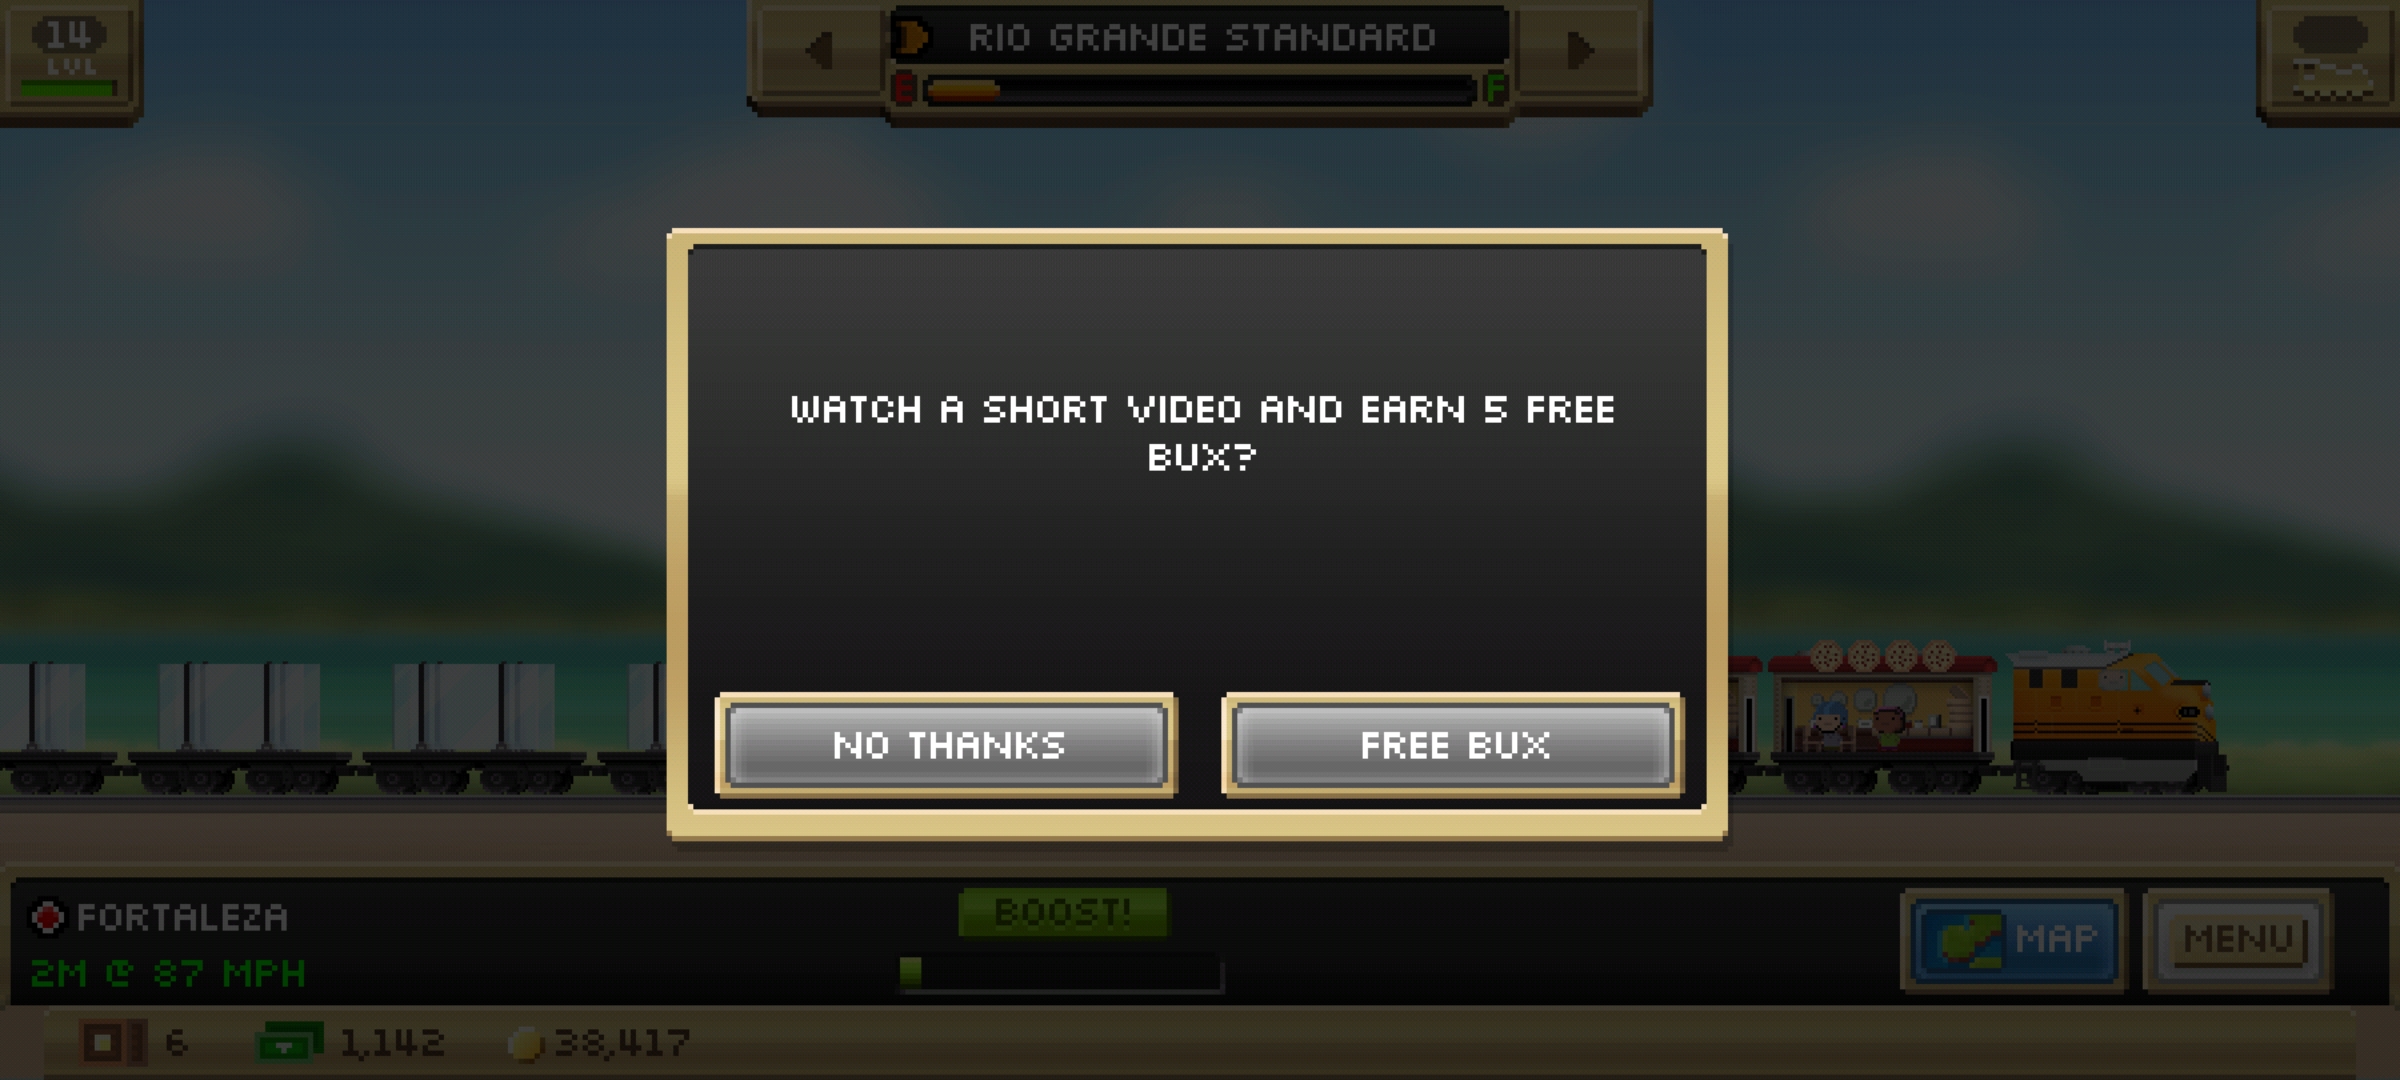 14
LVL
RIO GRANDE STANDARD
E F
WATCH A SHORT VIDEO AND EARN 5 FREE
BUX?
NO THANKS
FREE BUX
FORTALEZA
2M @ 87 MPH
BOOST!
MAP
MENU
6
1,142
38,417